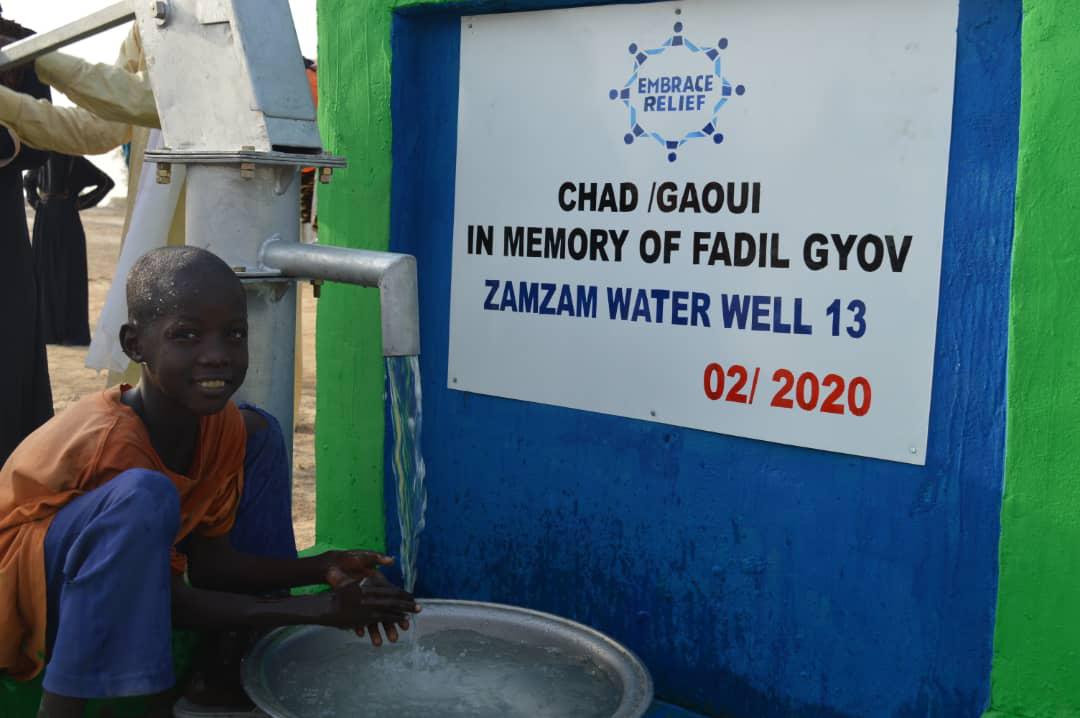 EMBRACE
RELIEF
CHAD /GAOUI
IN MEMORY OF FADIL GYOV
ZAMZAM WATER WELL 13
02/ 2020